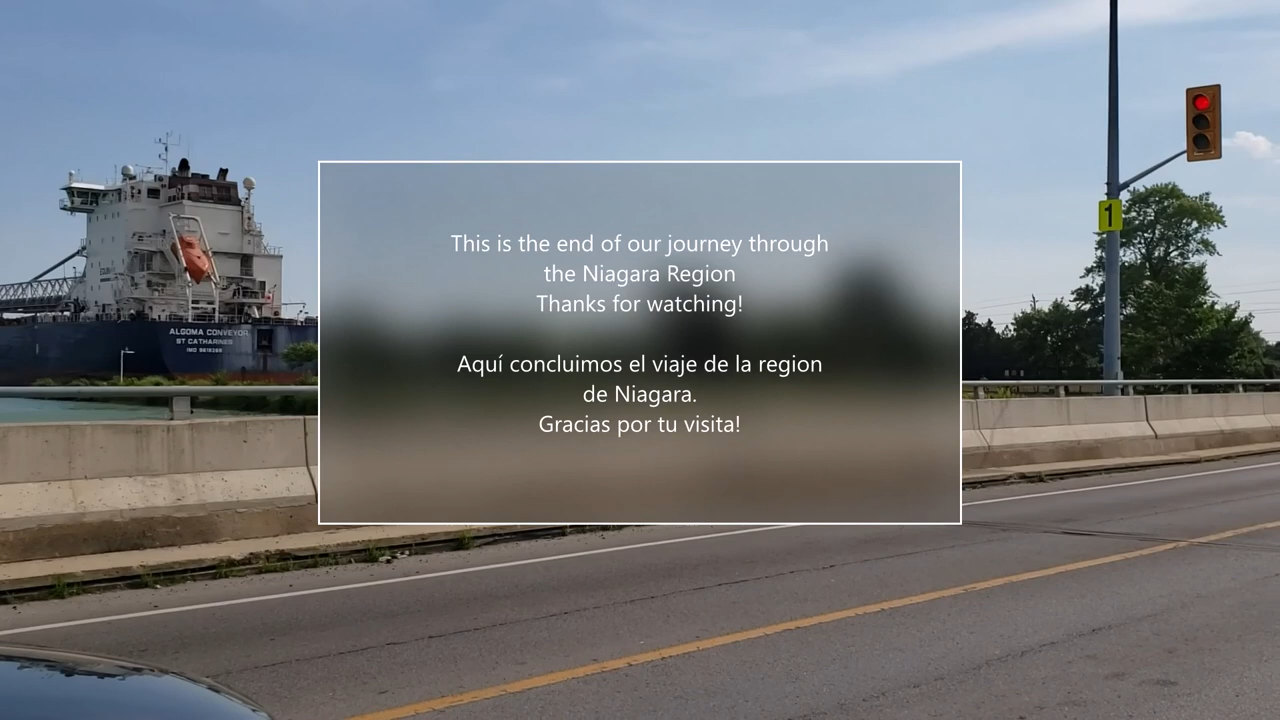 ALGOMA CONVEYOR
ST CATHARINES
1
This is the end of our journey through
the Niagara Region
Thanks for watching!
Aquí concluimos el viaje de la region
de Niagara.
Gracias por tu visita!